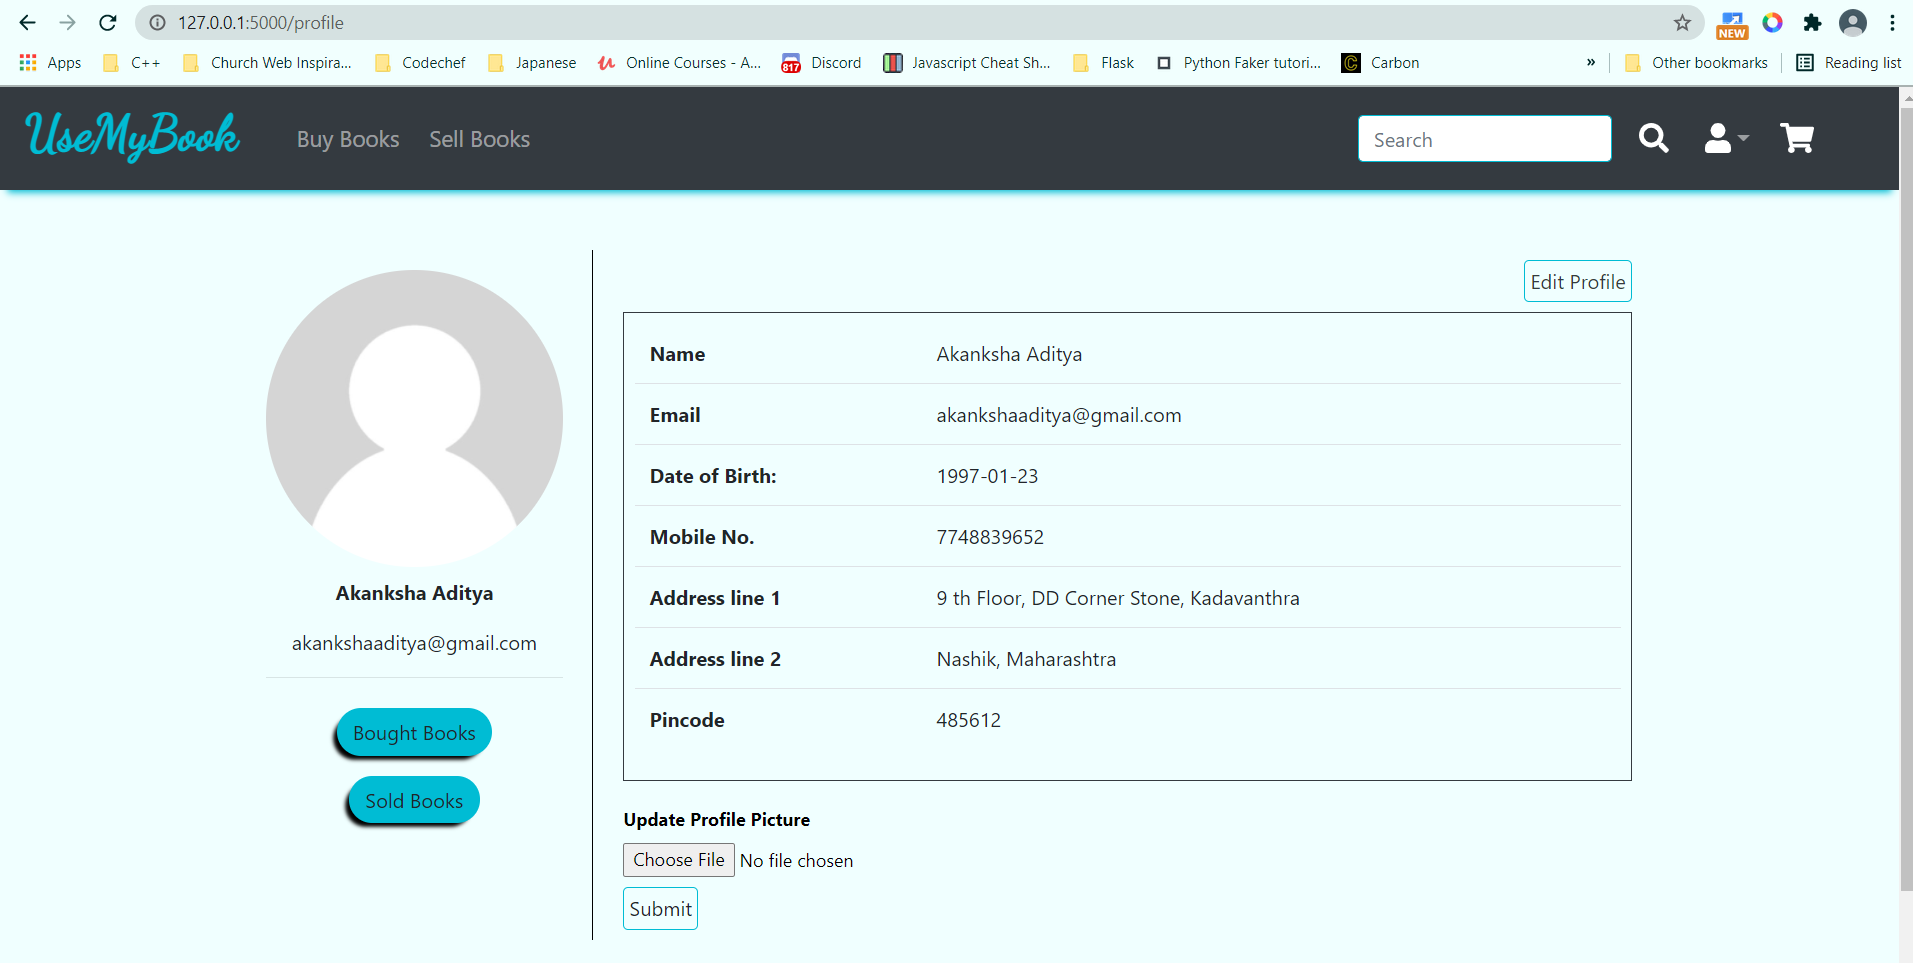 127.0.0.1:5000/profile
NEW
Apps C++ Church Web Inspira... Codechef Japanese Online Courses - A... 817 Discord Javascript Cheat Sh... Flask Python Faker tutori... C Carbon » Other bookmarks Reading list
UseMyBook Buy Books Sell Books Search
Edit Profile
Name Akanksha Aditya
Email akankshaaditya@gmail.com
Date of Birth: 1997-01-23
Mobile No. 7748839652
Address line 1 9 th Floor, DD Corner Stone, Kadavanthra
Address line 2 Nashik, Maharashtra
Pincode 485612
Akanksha Aditya
akankshaaditya@gmail.com
Bought Books
Sold Books
Update Profile Picture
Choose File No file chosen
Submit